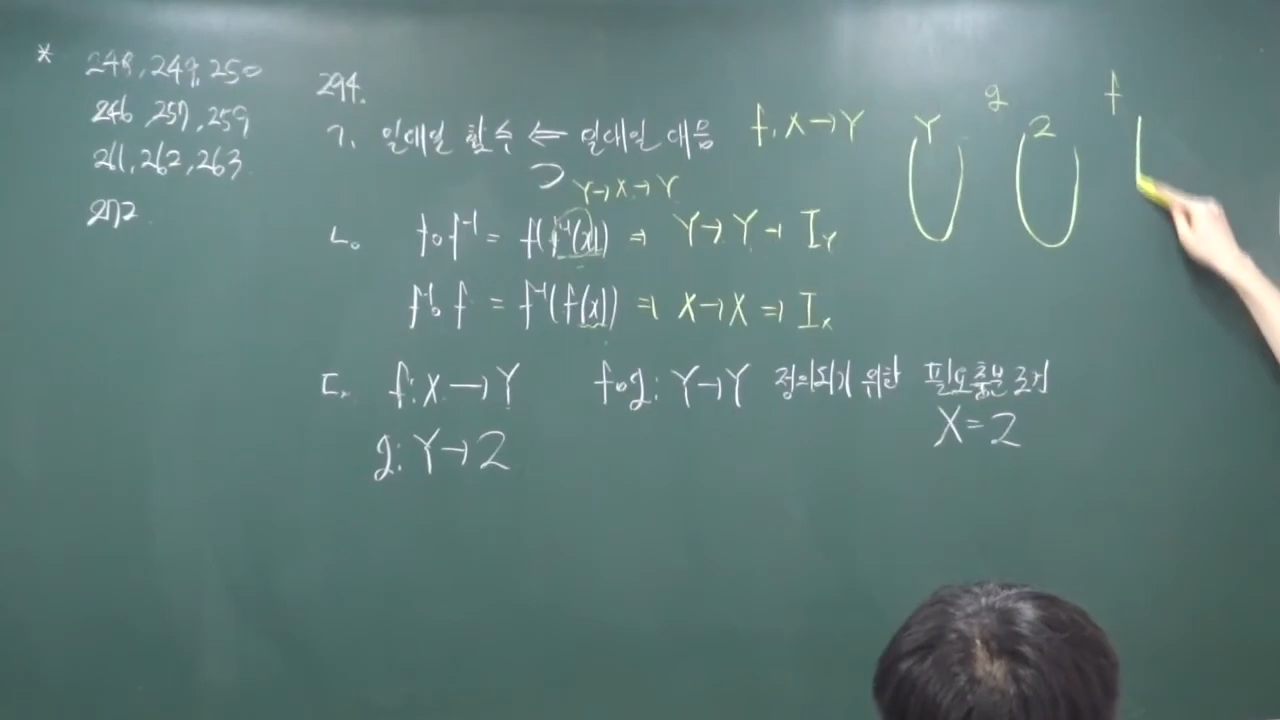 * 248, 249, 250
246, 257, 259
261, 262, 263
272
294.
ㄱ. 일대일 함수 ⇐ 일대일 대응 f: X→Y
⊃ Y→X→Y
ㄴ. f∘f⁻¹ = f(f⁻¹(x)) ⇒ Y→Y → I_Y
f⁻¹∘f = f⁻¹(f(x)) ⇒ X→X ⇒ I_X
ㄷ. f: X→Y f∘g: Y→Y 정의되기 위한 필요충분조건
g: Y→Z X=Z
g f
Y Z